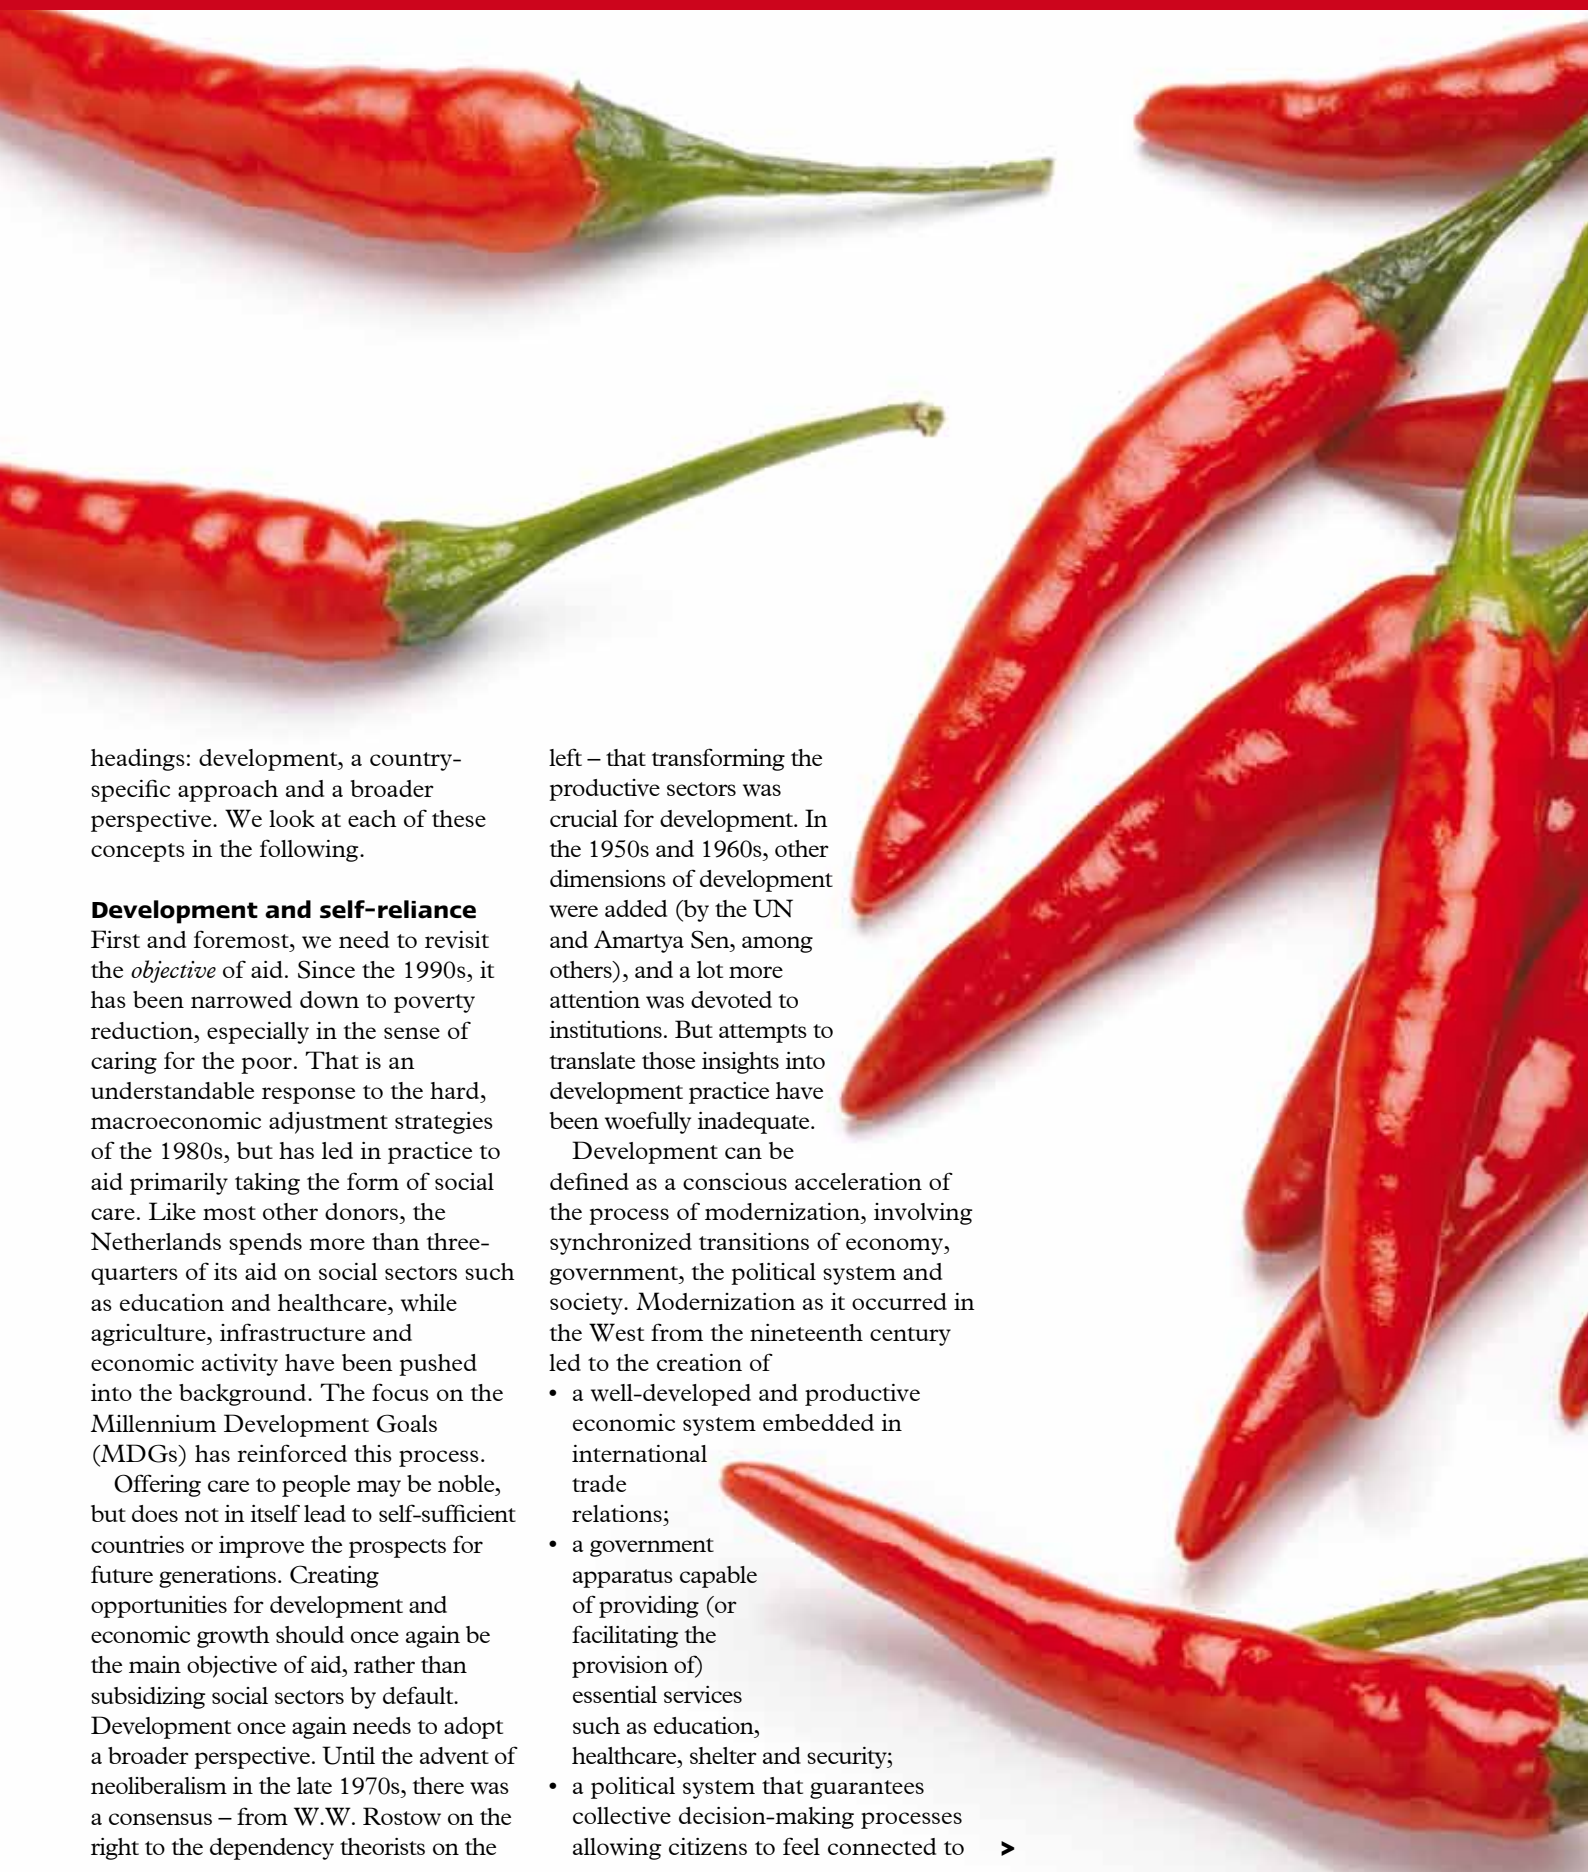 headings: development, a country-
specific approach and a broader
perspective. We look at each of these
concepts in the following.
Development and self-reliance
First and foremost, we need to revisit
the objective of aid. Since the 1990s, it
has been narrowed down to poverty
reduction, especially in the sense of
caring for the poor. That is an
understandable response to the hard,
macroeconomic adjustment strategies
of the 1980s, but has led in practice to
aid primarily taking the form of social
care. Like most other donors, the
Netherlands spends more than three-
quarters of its aid on social sectors such
as education and healthcare, while
agriculture, infrastructure and
economic activity have been pushed
into the background. The focus on the
Millennium Development Goals
(MDGs) has reinforced this process.
Offering care to people may be noble,
but does not in itself lead to self-sufficient
countries or improve the prospects for
future generations. Creating
opportunities for development and
economic growth should once again be
the main objective of aid, rather than
subsidizing social sectors by default.
Development once again needs to adopt
a broader perspective. Until the advent of
neoliberalism in the late 1970s, there was
a consensus – from W.W. Rostow on the
right to the dependency theorists on the
left – that transforming the
productive sectors was
crucial for development. In
the 1950s and 1960s, other
dimensions of development
were added (by the UN
and Amartya Sen, among
others), and a lot more
attention was devoted to
institutions. But attempts to
translate those insights into
development practice have
been woefully inadequate.
Development can be
defined as a conscious acceleration of
the process of modernization, involving
synchronized transitions of economy,
government, the political system and
society. Modernization as it occurred in
the West from the nineteenth century
led to the creation of
• a well-developed and productive
economic system embedded in
international
trade
relations;
• a government
apparatus capable
of providing (or
facilitating the
provision of)
essential services
such as education,
healthcare, shelter and security;
• a political system that guarantees
collective decision-making processes
allowing citizens to feel connected to >